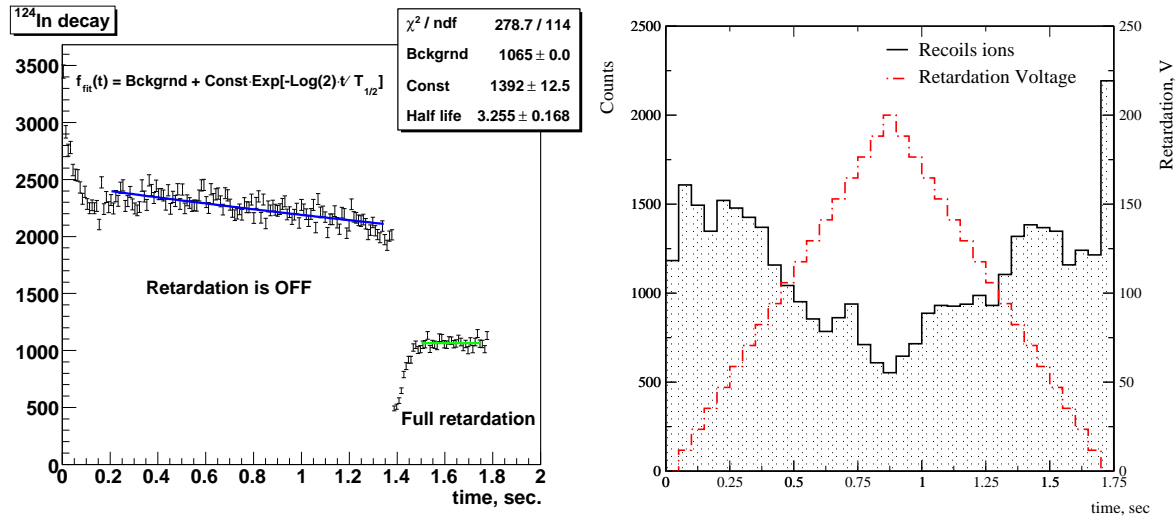 ¹²⁴In decay
χ² / ndf 278.7 / 114
Bckgrnd 1065 ± 0.0
Const 1392 ± 12.5
Half life 3.255 ± 0.168
f_fit(t) = Bckgrnd + Const·Exp[-Log(2)·t/ T_1/2]
3500
3000
2500
2000
1500
1000
500
0
Retardation is OFF
Full retardation
0 0.2 0.4 0.6 0.8 1 1.2 1.4 1.6 1.8 2
time, sec.
Recoils ions
Retardation Voltage
Counts
2500
2000
1500
1000
500
0
Retardation, V
250
200
150
100
50
0
0 0.25 0.5 0.75 1 1.25 1.5 1.75
time, sec